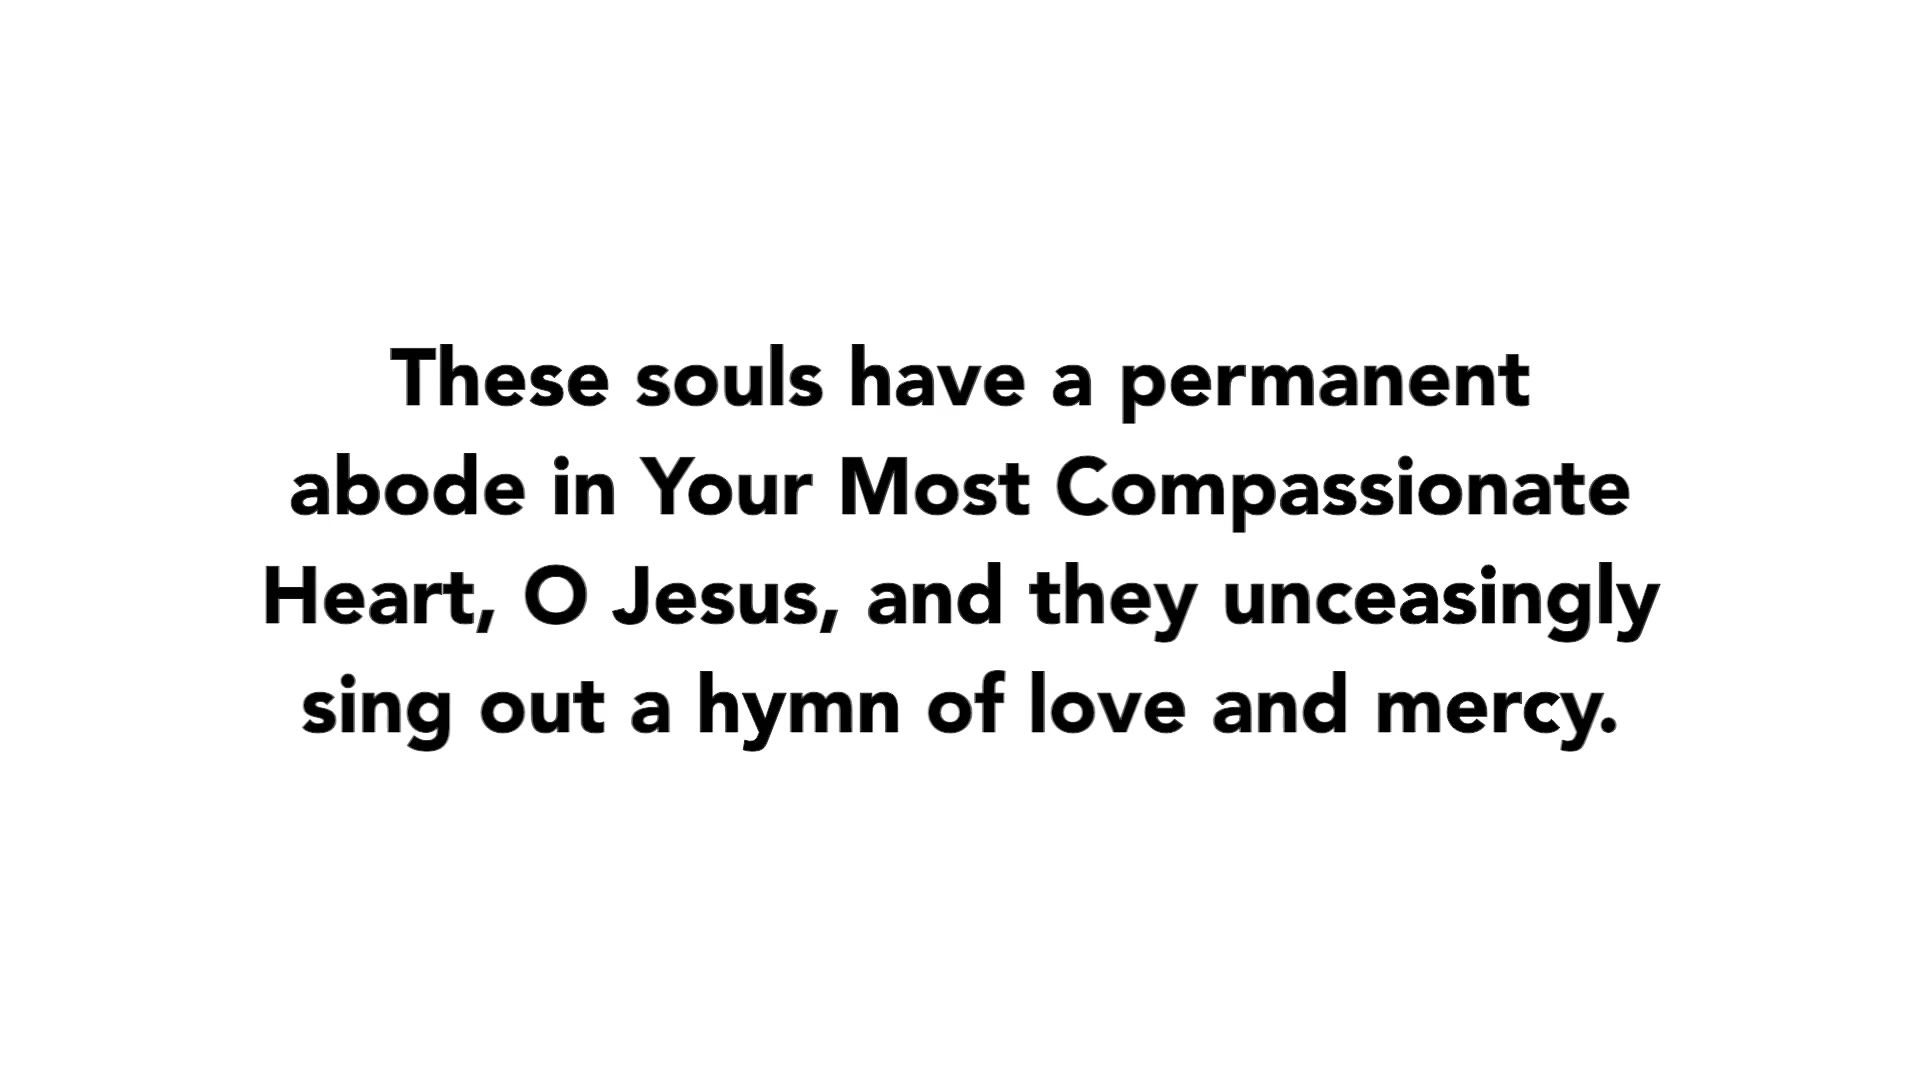 These souls have a permanent
abode in Your Most Compassionate
Heart, O Jesus, and they unceasingly
sing out a hymn of love and mercy.